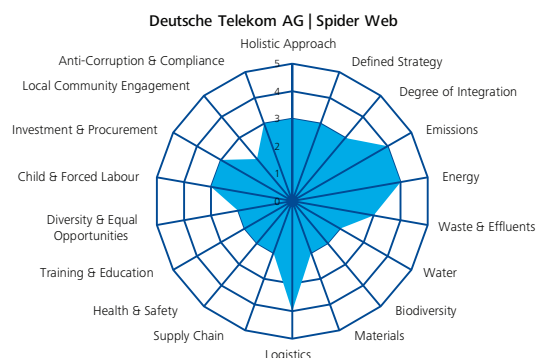 Deutsche Telekom AG | Spider Web
Holistic Approach
Defined Strategy
Degree of Integration
Emissions
Energy
Waste & Effluents
Water
Biodiversity
Materials
Logistics
Supply Chain
Health & Safety
Training & Education
Diversity & Equal
Opportunities
Child & Forced Labour
Investment & Procurement
Local Community Engagement
Anti-Corruption & Compliance
5
4
3
2
1
0